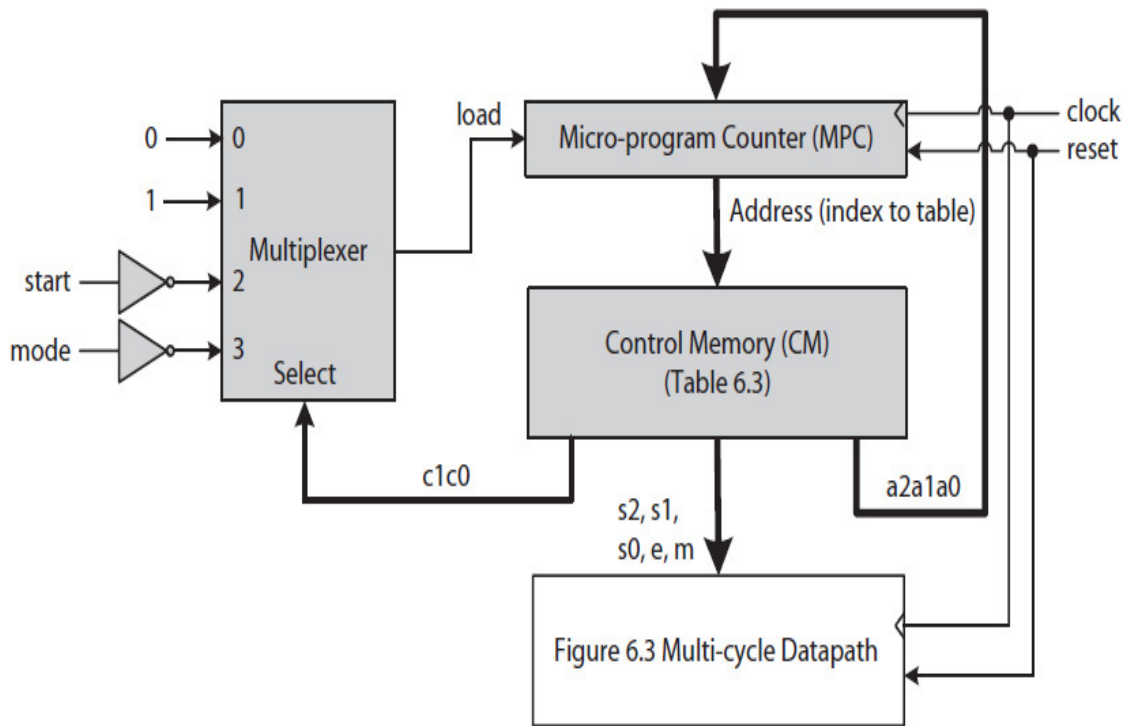 load
clock
0
0
Micro-program Counter (MPC)
reset
1
1
Address (index to table)
Multiplexer
start
2
mode
3
Control Memory (CM)
(Table 6.3)
Select
c1c0
a2a1a0
s2, s1,
s0, e, m
Figure 6.3 Multi-cycle Datapath